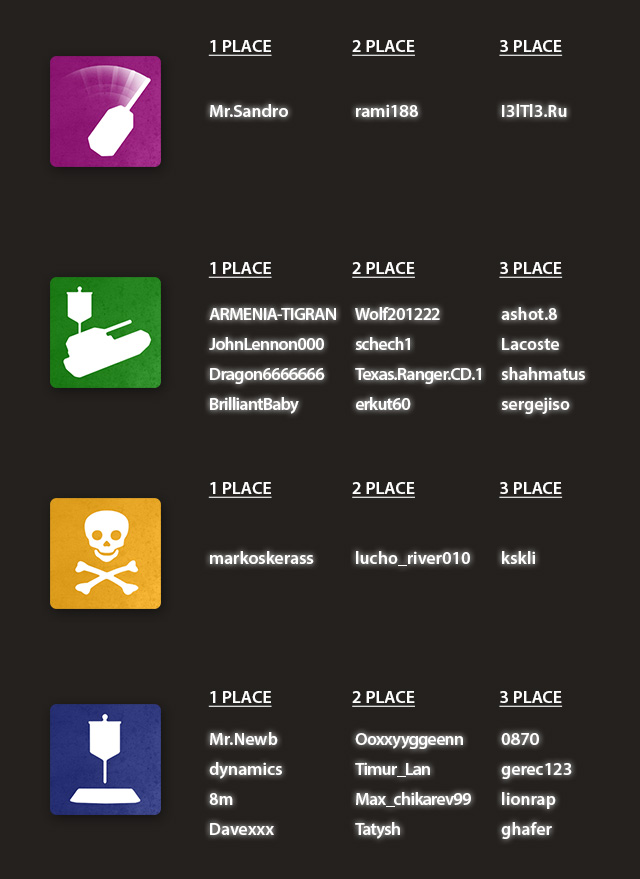 1 PLACE 2 PLACE 3 PLACE
Mr.Sandro rami188 I3lTl3.Ru
1 PLACE 2 PLACE 3 PLACE
ARMENIA-TIGRAN Wolf201222 ashot.8
JohnLennon000 schech1 Lacoste
Dragon6666666 Texas.Ranger.CD.1 shahmatus
BrilliantBaby erkut60 sergejiso
1 PLACE 2 PLACE 3 PLACE
markoskerass lucho_river010 kskli
1 PLACE 2 PLACE 3 PLACE
Mr.Newb Ooxxyyggeenn 0870
dynamics Timur_Lan gerec123
8m Max_chikarev99 lionrap
Davexxx Tatysh ghafer